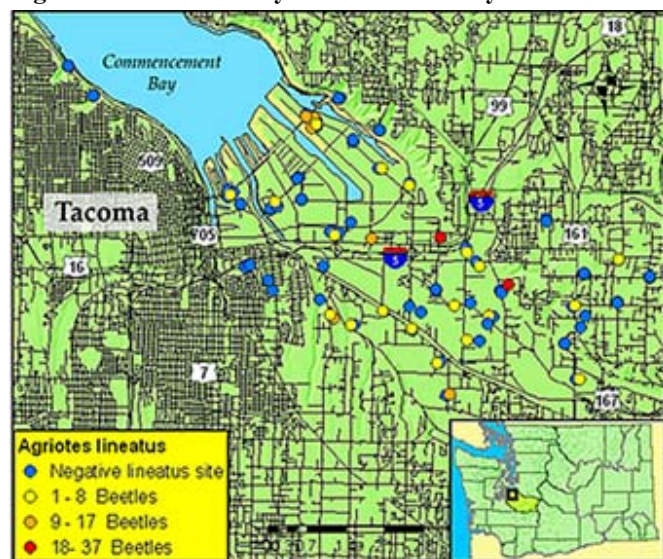 18
Commencement
Bay
99
509
Tacoma
5
705
161
5
16
7
167
Agriotes lineatus
Negative lineatus site
1 - 8 Beetles
9 - 17 Beetles
18- 37 Beetles